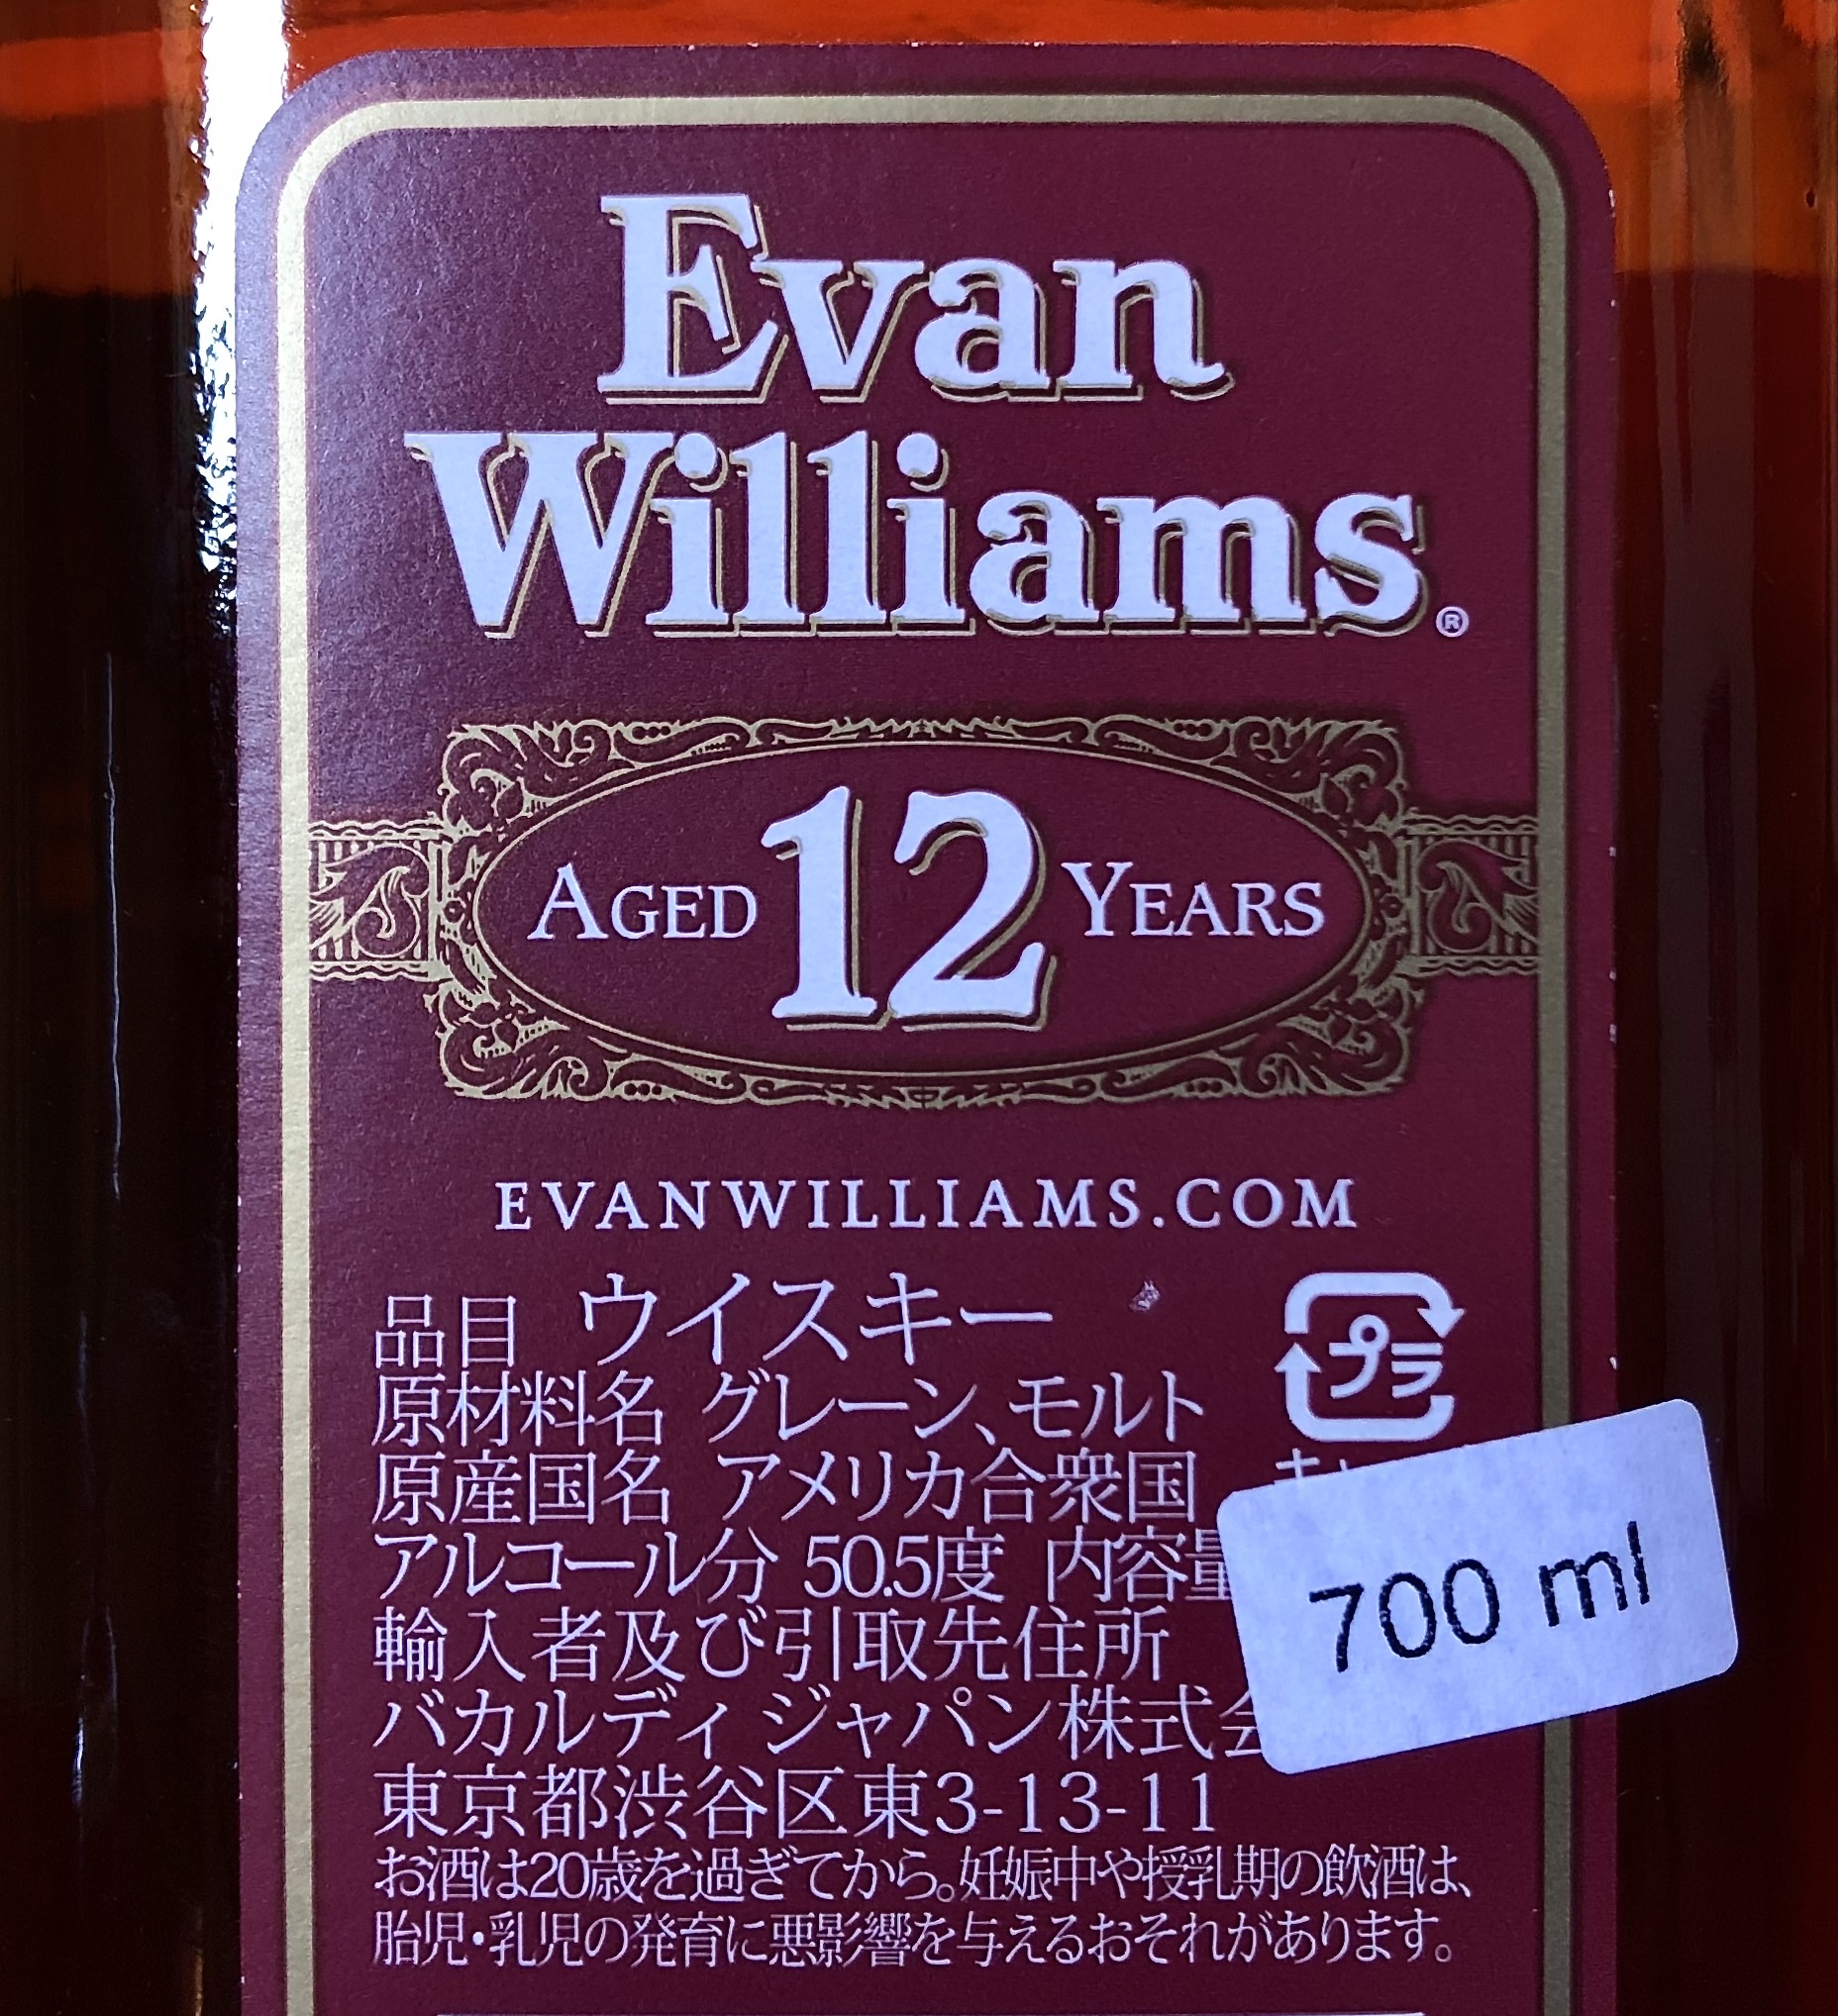 Evan
Williams®
AGED 12 YEARS
EVANWILLIAMS.COM
品目 ウイスキー
プラ
原材料名 グレーン、モルト
原産国名 アメリカ合衆国
アルコール分 50.5度 内容量
700 ml
輸入者及び引取先住所
バカルディ ジャパン株式会
東京都渋谷区東3-13-11
お酒は20歳を過ぎてから。妊娠中や授乳期の飲酒は、
胎児・乳児の発育に悪影響を与えるおそれがあります。